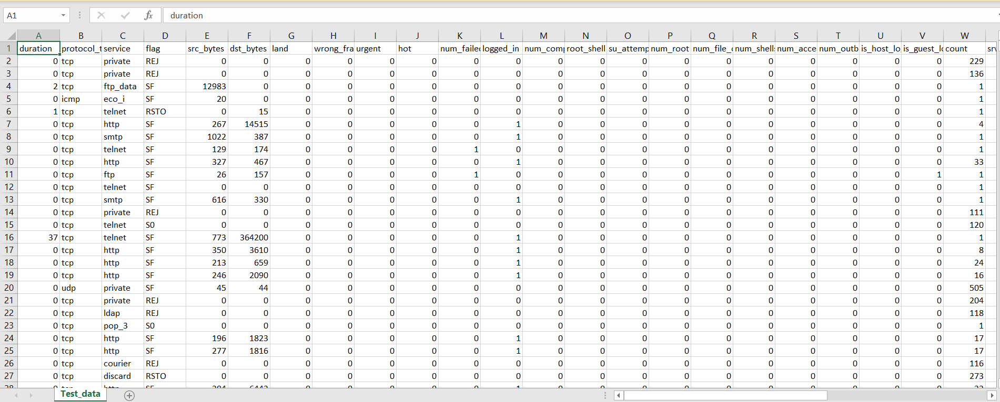 A1 fx duration
A B C D E F G H I J K L M N O P Q R S T U V W
1 duration protocol_t service flag src_bytes dst_bytes land wrong_fra urgent hot num_failed logged_in num_comp root_shell su_attemp num_root num_file_c num_shells num_acce num_outb is_host_lo is_guest_lo count srv
2 0 tcp private REJ 0 0 0 0 0 0 0 0 0 0 0 0 0 0 0 0 0 0 229
3 0 tcp private REJ 0 0 0 0 0 0 0 0 0 0 0 0 0 0 0 0 0 0 136
4 2 tcp ftp_data SF 12983 0 0 0 0 0 0 0 0 0 0 0 0 0 0 0 0 0 1
5 0 icmp eco_i SF 20 0 0 0 0 0 0 0 0 0 0 0 0 0 0 0 0 0 1
6 1 tcp telnet RSTO 0 15 0 0 0 0 0 0 0 0 0 0 0 0 0 0 0 0 1
7 0 tcp http SF 267 14515 0 0 0 0 0 1 0 0 0 0 0 0 0 0 0 0 4
8 0 tcp smtp SF 1022 387 0 0 0 0 0 1 0 0 0 0 0 0 0 0 0 0 1
9 0 tcp telnet SF 129 174 0 0 0 0 1 0 0 0 0 0 0 0 0 0 0 0 1
10 0 tcp http SF 327 467 0 0 0 0 0 1 0 0 0 0 0 0 0 0 0 0 33
11 0 tcp ftp SF 26 157 0 0 0 0 1 0 0 0 0 0 0 0 0 0 0 1 1
12 0 tcp telnet SF 0 0 0 0 0 0 0 0 0 0 0 0 0 0 0 0 0 0 1
13 0 tcp smtp SF 616 330 0 0 0 0 0 1 0 0 0 0 0 0 0 0 0 0 1
14 0 tcp private REJ 0 0 0 0 0 0 0 0 0 0 0 0 0 0 0 0 0 0 111
15 0 tcp telnet S0 0 0 0 0 0 0 0 0 0 0 0 0 0 0 0 0 0 0 120
16 37 tcp telnet SF 773 364200 0 0 0 0 0 1 0 0 0 0 0 0 0 0 0 0 1
17 0 tcp http SF 350 3610 0 0 0 0 0 1 0 0 0 0 0 0 0 0 0 0 8
18 0 tcp http SF 213 659 0 0 0 0 0 1 0 0 0 0 0 0 0 0 0 0 24
19 0 tcp http SF 246 2090 0 0 0 0 0 1 0 0 0 0 0 0 0 0 0 0 16
20 0 udp private SF 45 44 0 0 0 0 0 0 0 0 0 0 0 0 0 0 0 0 505
21 0 tcp private REJ 0 0 0 0 0 0 0 0 0 0 0 0 0 0 0 0 0 0 204
22 0 tcp ldap REJ 0 0 0 0 0 0 0 0 0 0 0 0 0 0 0 0 0 0 118
23 0 tcp pop_3 S0 0 0 0 0 0 0 0 0 0 0 0 0 0 0 0 0 0 0 1
24 0 tcp http SF 196 1823 0 0 0 0 0 1 0 0 0 0 0 0 0 0 0 0 17
25 0 tcp http SF 277 1816 0 0 0 0 0 1 0 0 0 0 0 0 0 0 0 0 17
26 0 tcp courier REJ 0 0 0 0 0 0 0 0 0 0 0 0 0 0 0 0 0 0 116
27 0 tcp discard RSTO 0 0 0 0 0 0 0 0 0 0 0 0 0 0 0 0 0 0 273
Test_data